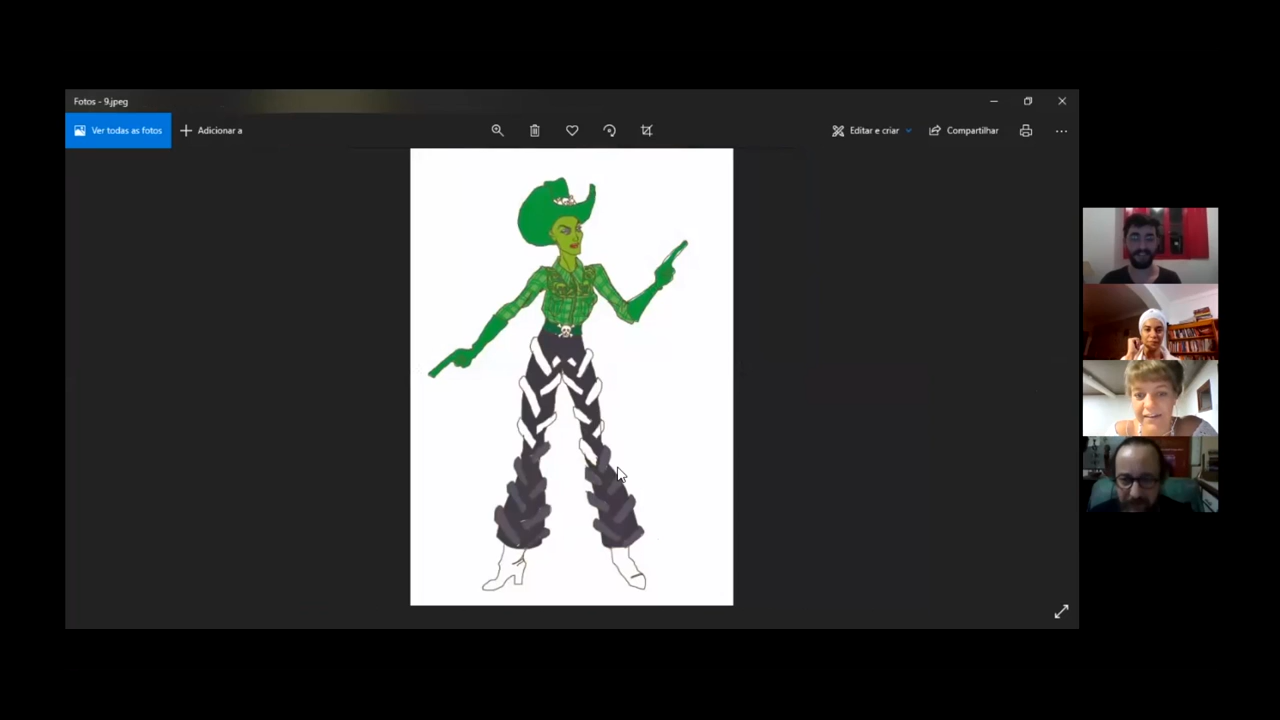 Fotos - 9.jpeg
Ver todas as fotos
Adicionar a
Editar e criar
Compartilhar